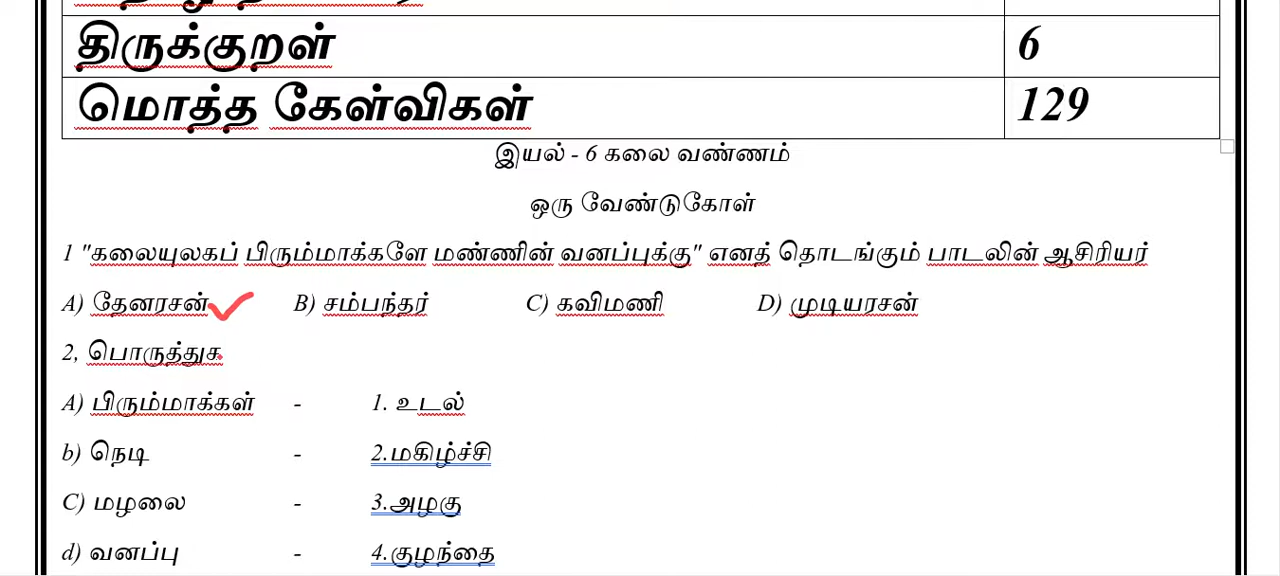 திருக்குறள் 6
மொத்த கேள்விகள் 129
இயல் - 6 கலை வண்ணம்
ஒரு வேண்டுகோள்
1 "கலையுலகப் பிரும்மாக்களே மண்ணின் வனப்புக்கு" எனத் தொடங்கும் பாடலின் ஆசிரியர்
A) தேனரசன் B) சம்பந்தர் C) கவிமணி D) முடியரசன்
2, பொருத்துக
A) பிரும்மாக்கள் - 1. உடல்
b) நெடி - 2.மகிழ்ச்சி
C) மழலை - 3.அழகு
d) வனப்பு - 4.குழந்தை